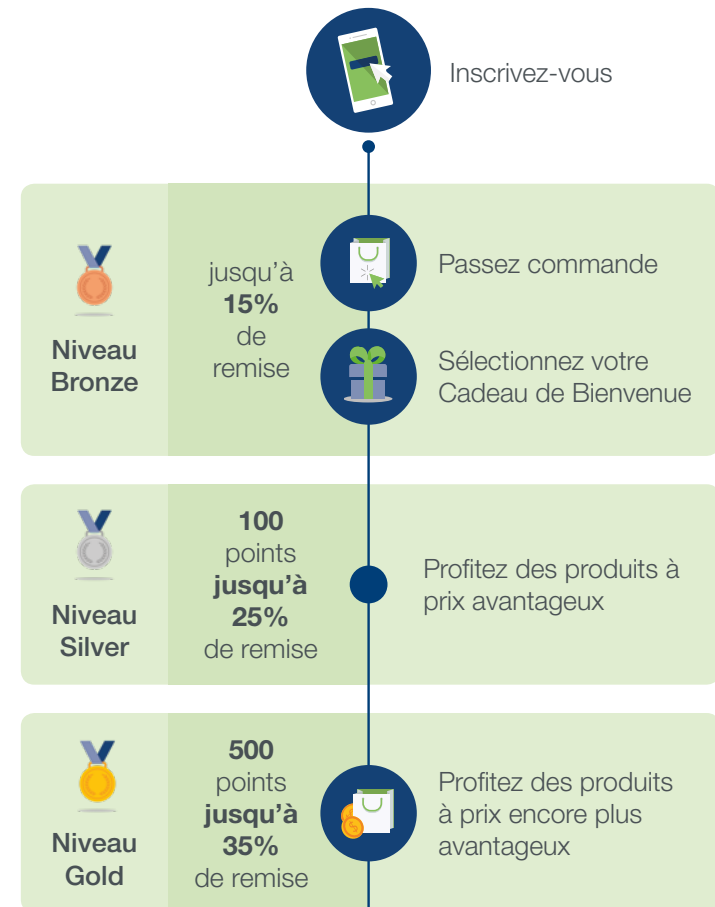 Inscrivez-vous
Niveau
Bronze
jusqu'à
15%
de
remise
Passez commande
Sélectionnez votre
Cadeau de Bienvenue
Niveau
Silver
100
points
jusqu'à
25%
de remise
Profitez des produits à
prix avantageux
Niveau
Gold
500
points
jusqu'à
35%
de remise
Profitez des produits
à prix encore plus
avantageux